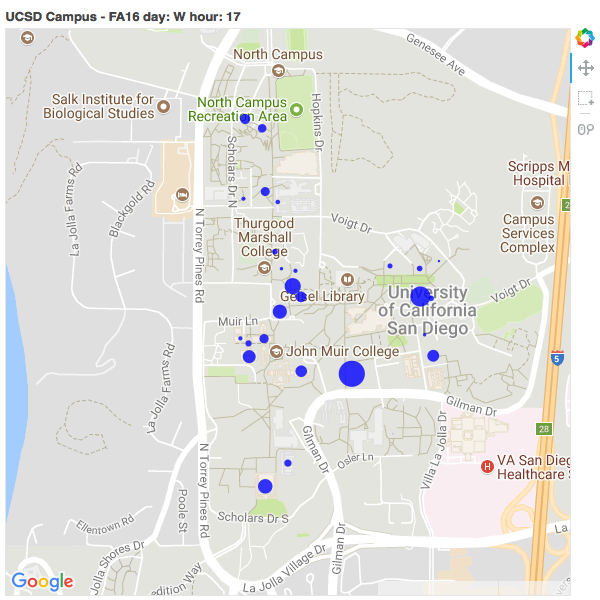 UCSD Campus - FA16 day: W hour: 17
Genesee Ave
North Campus
Salk Institute for
Biological Studies
North Campus
Recreation Area
Hopkins Dr
Scholars Dr N
La Jolla Farms Rd
Blackgold Rd
Scripps M
Hospital
2
Campus
Services
Complex
N Torrey Pines Rd
Voigt Dr
Thurgood
Marshall
College
Voigt Dr
Geisel Library
University
of California
San Diego
Muir Ln
John Muir College
5
La Jolla Farms Rd
Gilman Dr
28
Gilman Dr
Osler Ln
Villa La Jolla Dr
H
VA San Dieg
Healthcare S
N Torrey Pines Rd
Poole St
Ellentown Rd
Scholars Dr S
La
La Jolla Shores Dr
Gilman Dr
La Jolla Village Dr
Expedition Way
Google